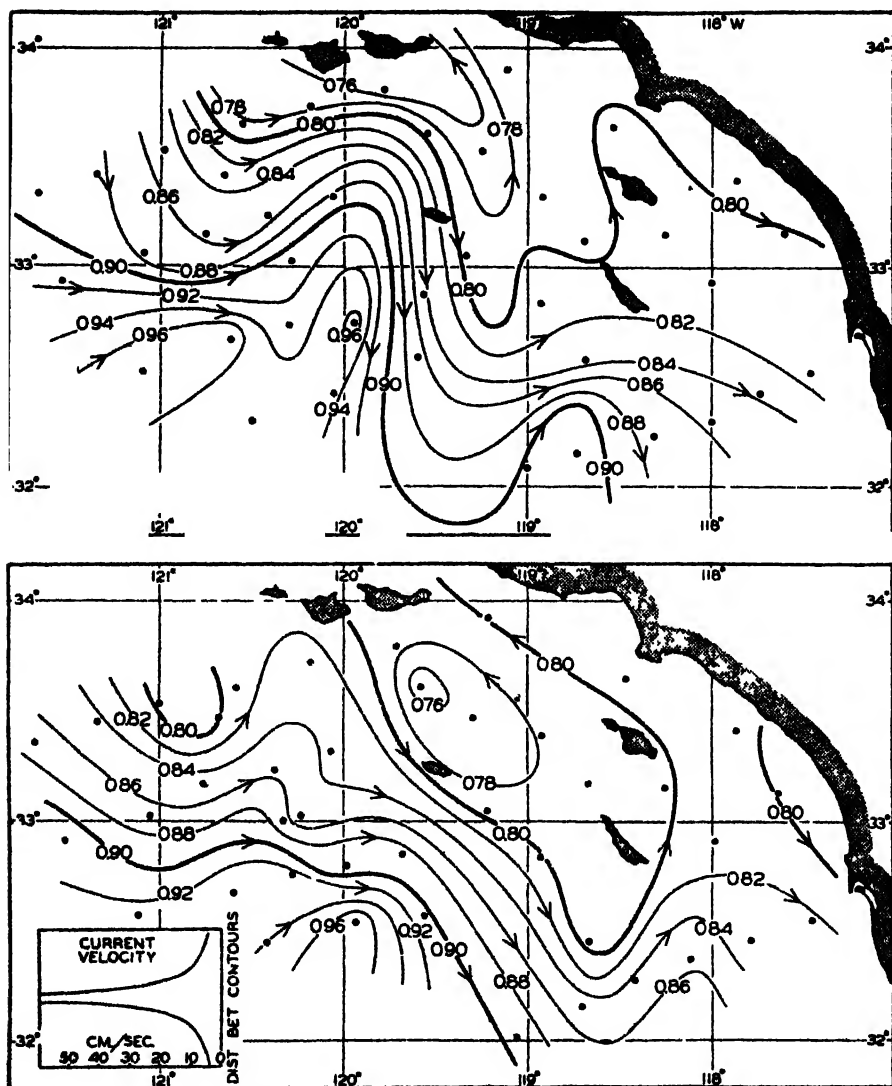 121° 120° 119° 118° W
34° 34°
076
078 080 078
082
084
086 080
33° 090 088 33°
092 080 082
094
096 096 084
090 086
094 088
090
32° 32°
121° 120° 119° 118°
121° 120° 119° 118°
34° 34°
080
082 076
080
084 078
086
33° 088 080 080 33°
090
092 082
096 092 084
090 088 086
32° 32°
CURRENT
VELOCITY
CM./SEC.
50 40 30 20 10 0
DIST BET CONTOURS
121° 120° 119° 118°